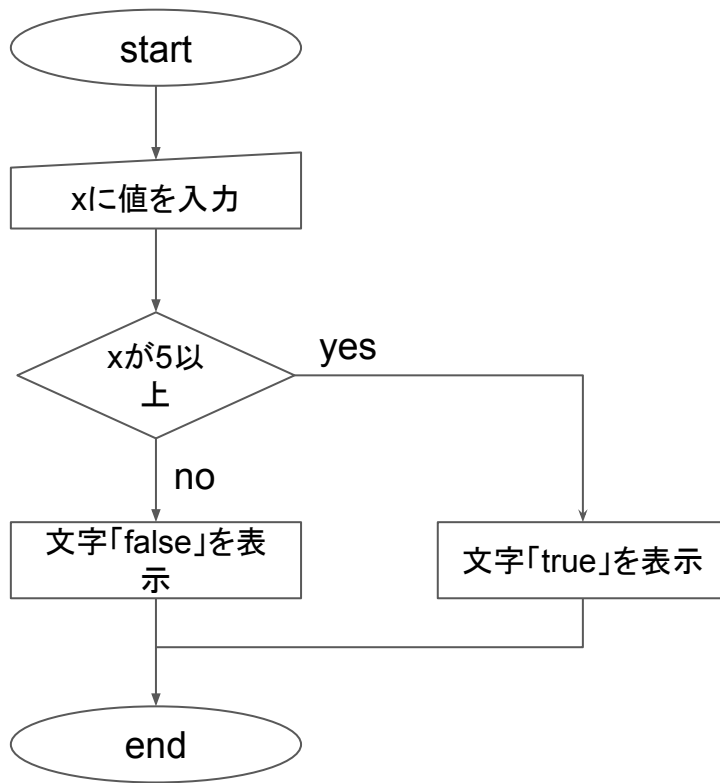 start
xに値を入力
xが5以
上
yes
no
文字「false」を表
示
文字「true」を表示
end